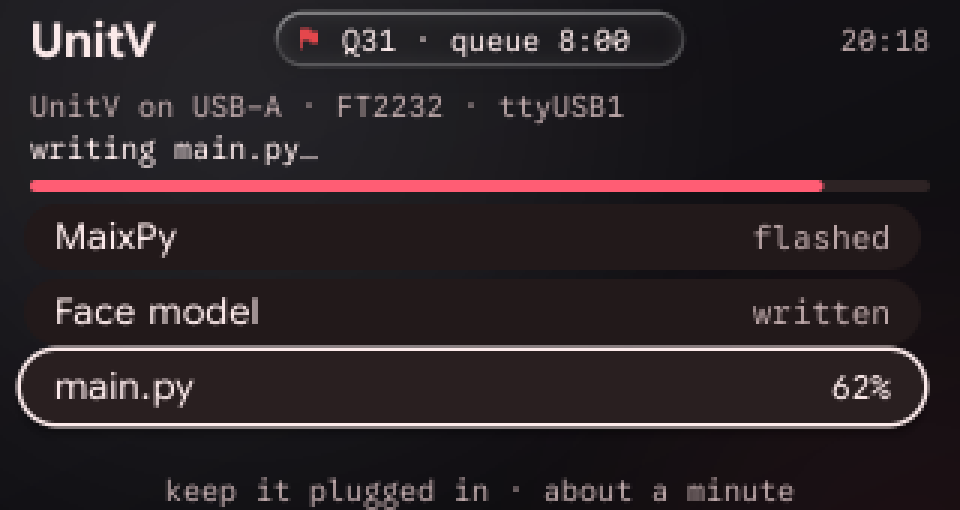 UnitV
Q31 · queue 8:00
20:18
UnitV on USB-A · FT2232 · ttyUSB1
writing main.py…
MaixPy flashed
Face model written
main.py 62%
keep it plugged in · about a minute